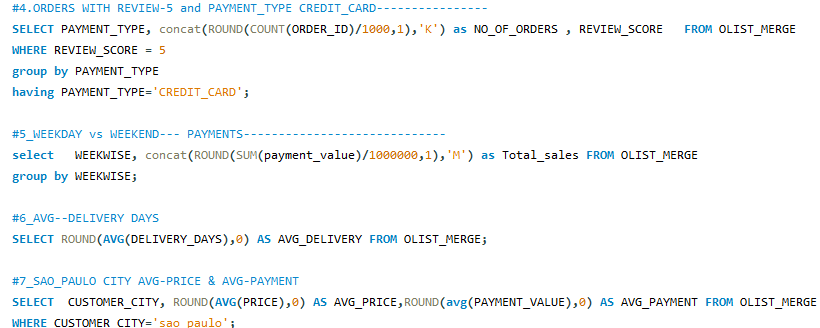 #4.ORDERS WITH REVIEW-5 and PAYMENT_TYPE CREDIT_CARD----------------
SELECT PAYMENT_TYPE, concat(ROUND(COUNT(ORDER_ID)/1000,1),'K') as NO_OF_ORDERS , REVIEW_SCORE   FROM OLIST_MERGE
WHERE REVIEW_SCORE = 5
group by PAYMENT_TYPE
having PAYMENT_TYPE='CREDIT_CARD';
#5_WEEKDAY vs WEEKEND--- PAYMENTS-----------------------------
select   WEEKWISE, concat(ROUND(SUM(payment_value)/1000000,1),'M') as Total_sales FROM OLIST_MERGE
group by WEEKWISE;
#6_AVG--DELIVERY DAYS
SELECT ROUND(AVG(DELIVERY_DAYS),0) AS AVG_DELIVERY FROM OLIST_MERGE;
#7_SAO_PAULO CITY AVG-PRICE & AVG-PAYMENT
SELECT  CUSTOMER_CITY, ROUND(AVG(PRICE),0) AS AVG_PRICE,ROUND(avg(PAYMENT_VALUE),0) AS AVG_PAYMENT FROM OLIST_MERGE
WHERE CUSTOMER_CITY='sao paulo';